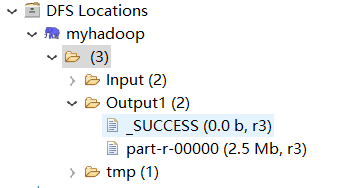 DFS Locations
myhadoop
(3)
Input (2)
Output1 (2)
_SUCCESS (0.0 b, r3)
part-r-00000 (2.5 Mb, r3)
tmp (1)